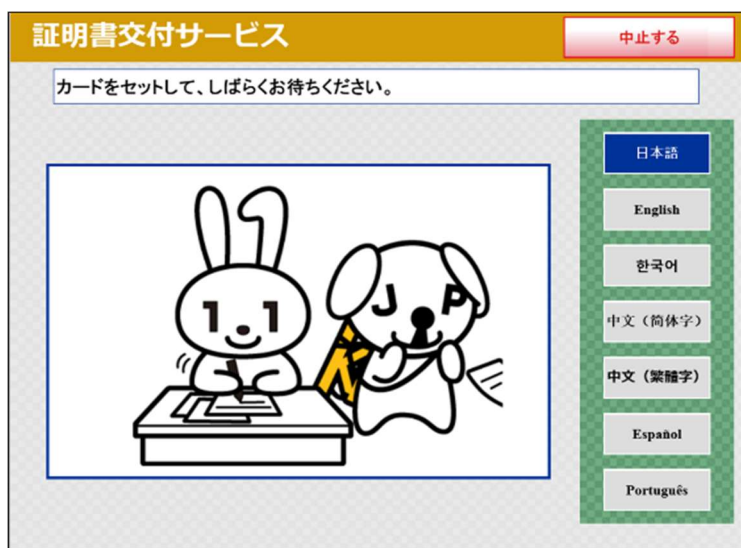 証明書交付サービス
中止する
カードをセットして、しばらくお待ちください。
日本語
English
한국어
中文（简体字）
中文（繁體字）
Español
Português
1 1
J P